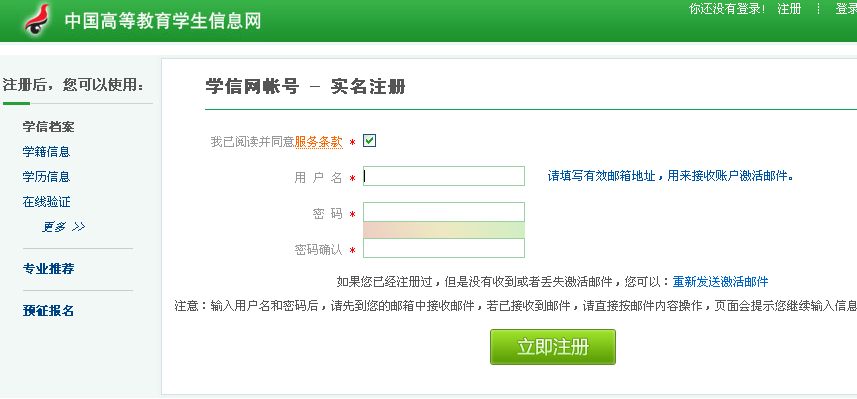 中国高等教育学生信息网
你还没有登录! 注册 ┊ 登录
注册后，您可以使用：
学信档案
学籍信息
学历信息
在线验证
更多 >>
专业推荐
预征报名
学信网帐号 - 实名注册
我已阅读并同意服务条款 *
用 户 名 *
请填写有效邮箱地址，用来接收账户激活邮件。
密 码 *
密码确认 *
如果您已经注册过，但是没有收到或者丢失激活邮件，您可以：重新发送激活邮件
注意：输入用户名和密码后，请先到您的邮箱中接收邮件，若已接收到邮件，请直接按邮件内容操作，页面会提示您继续输入信息
立即注册